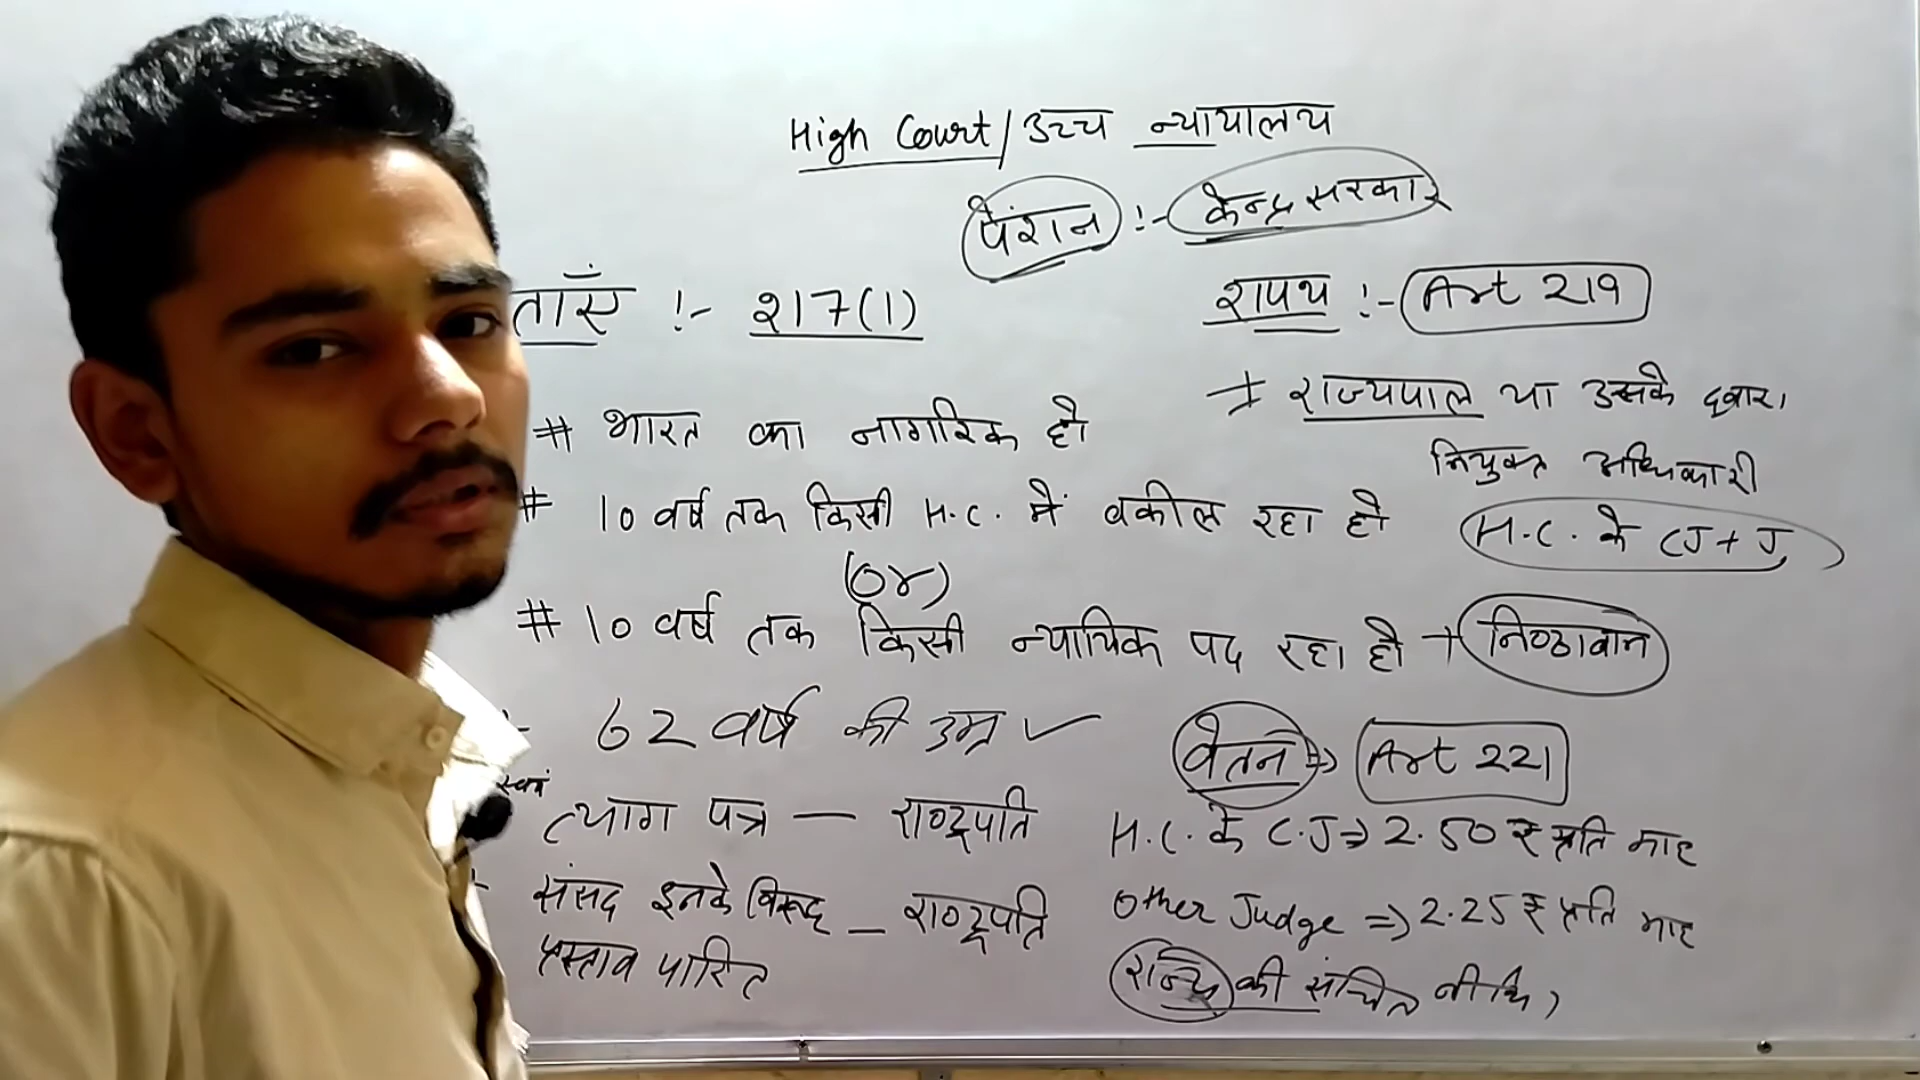 High Court/उच्च न्यायालय
पेंशन :- केन्द्र सरकार
ताएँ :- 217(1)
शपथ :- Art 219
राज्यपाल या उसके द्वारा
नियुक्त अधिकारी
H.C. के CJ + J
# भारत का नागरिक हो
# 10 वर्ष तक किसी H.C. में वकील रहा हो
(or)
# 10 वर्ष तक किसी न्यायिक पद रहा हो + निष्ठावान
:- 62 वर्ष की उम्र ✓
त्याग पत्र — राष्ट्रपति
संसद इनके विरूद्ध — राष्ट्रपति
प्रस्ताव पारित
वेतन => Art 221
H.C. के C.J => 2.50 ₹ प्रति माह
Other Judge => 2.25 ₹ प्रति माह
राज्य की संचित नीधि